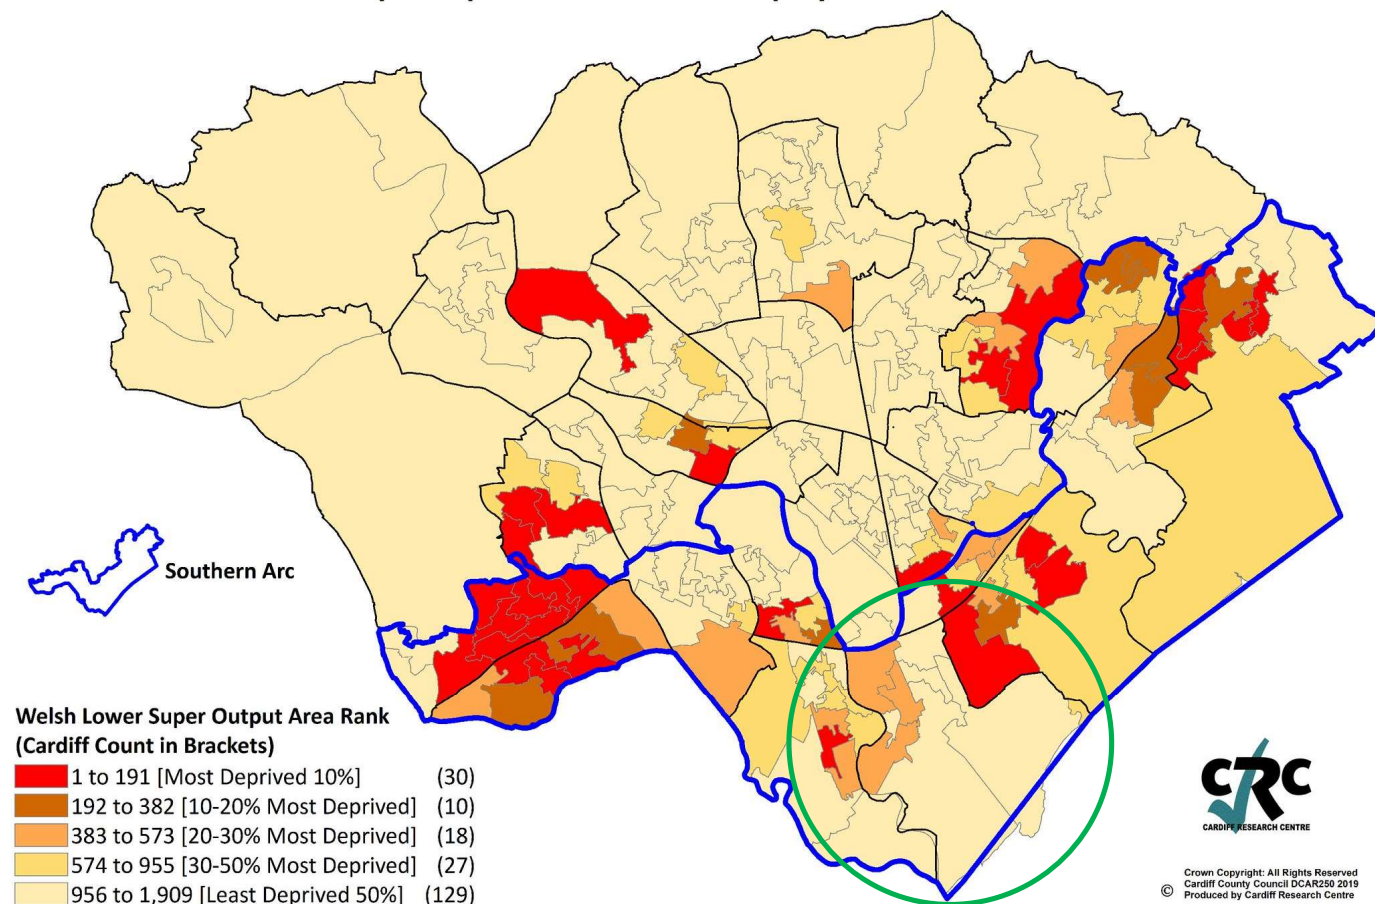 Southern Arc
Welsh Lower Super Output Area Rank
(Cardiff Count in Brackets)
1 to 191 [Most Deprived 10%] (30)
192 to 382 [10-20% Most Deprived] (10)
383 to 573 [20-30% Most Deprived] (18)
574 to 955 [30-50% Most Deprived] (27)
956 to 1,909 [Least Deprived 50%] (129)
CRC
CARDIFF RESEARCH CENTRE
Crown Copyright: All Rights Reserved
Cardiff County Council DCAR250 2019
© Produced by Cardiff Research Centre